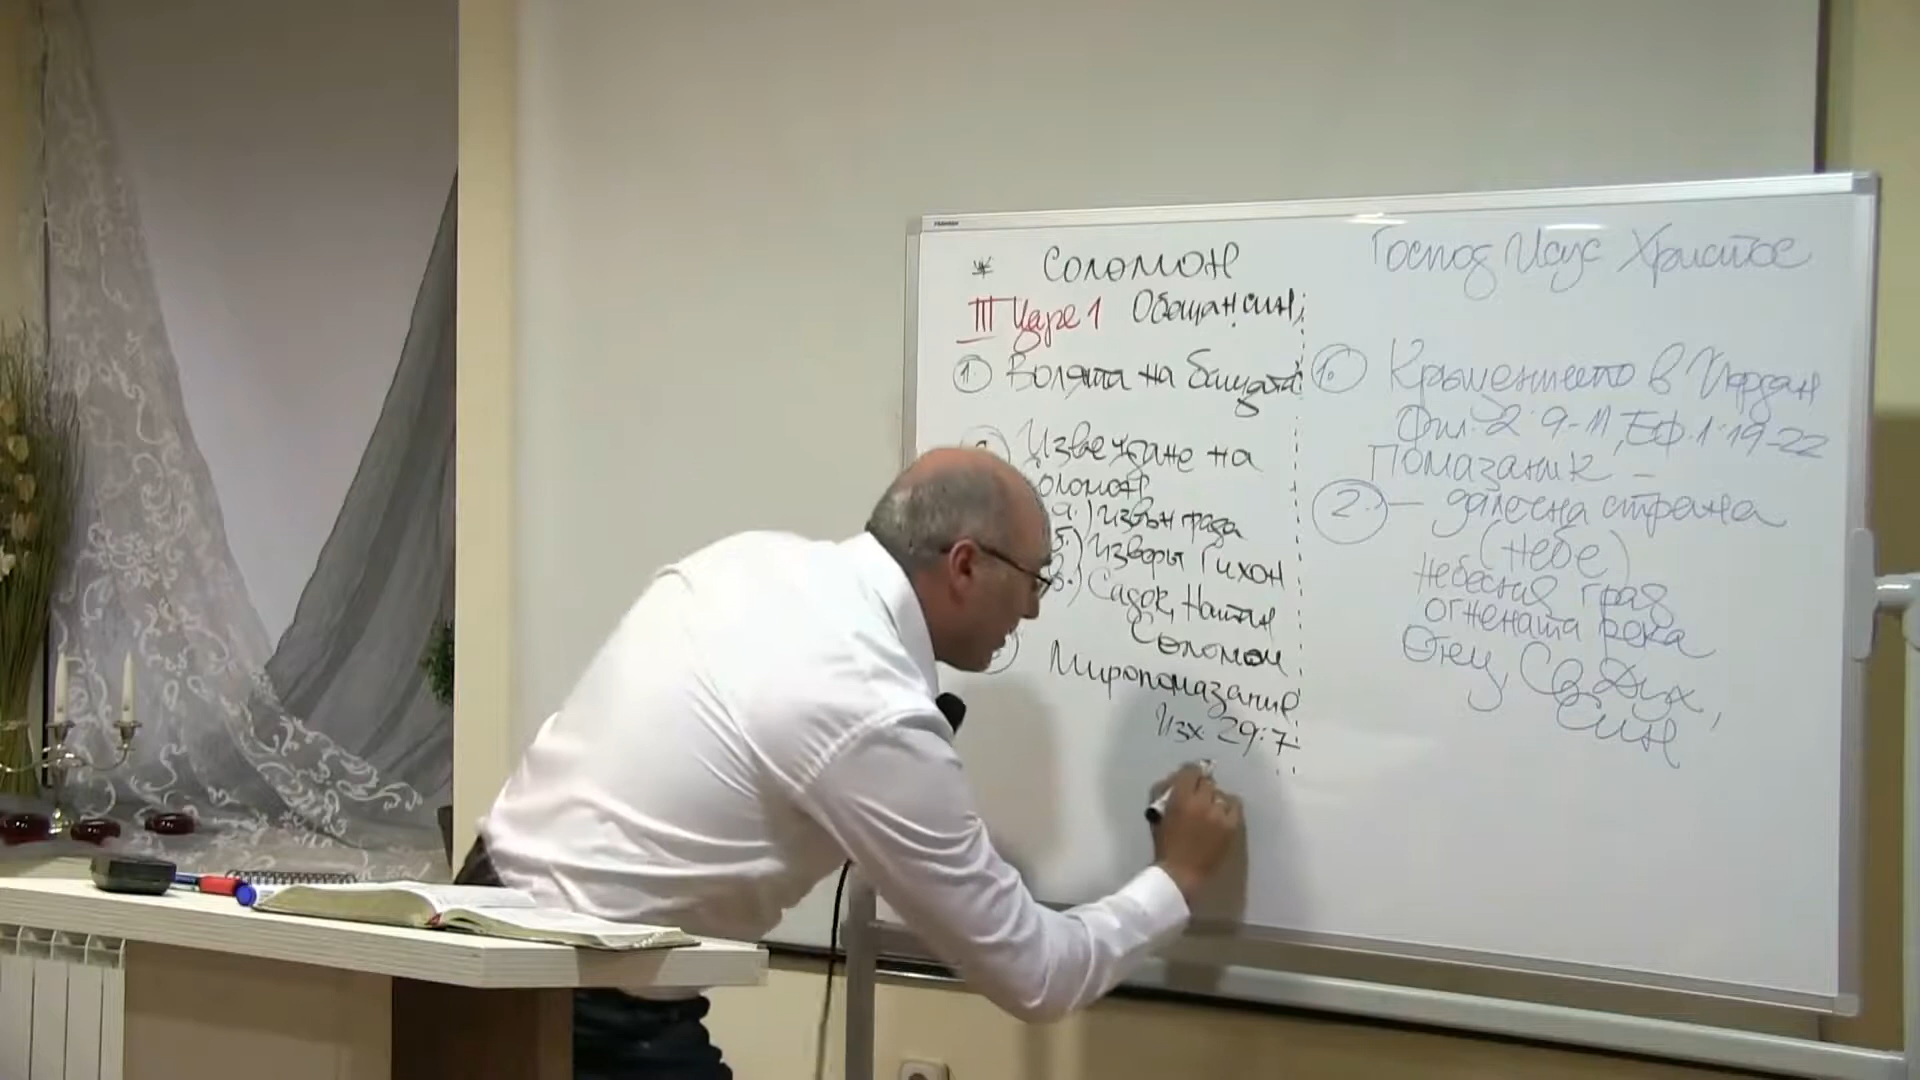 * СОЛОМОН
III Царе 1 Обещан син,
1. Волята на бащата
Извеждане на
Соломон
а.) извън града
б.) Извори Гихон
в.) Садок, Натан
Соломон
Миропомазание
Изх 29:7
Господ Исус Христос
1. Кръщението в Йордан
Фил. 2:9-11, Еф. 1:19-22
Помазаник -
2. - далечна страна
(небе)
небесния град
огнената река
Отец, Св. Дух,
Син